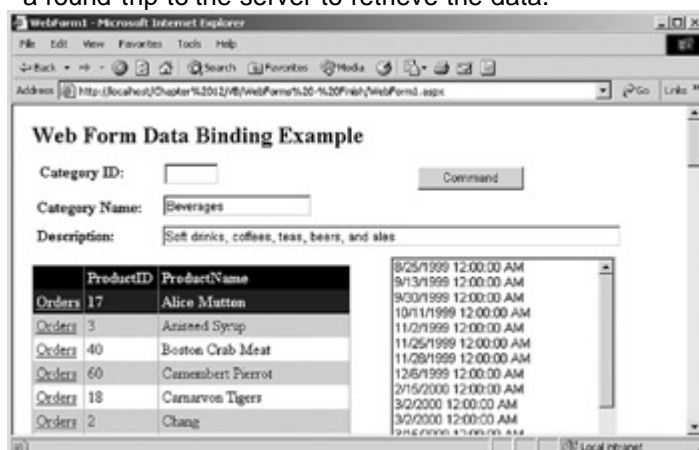 a round-trip to the server to retrieve the data.
WebForm1 - Microsoft Internet Explorer
File Edit View Favorites Tools Help
Back Search Favorites Media
Address http://localhost/Chapter%2012/VB/WebForms%20-%20Finish/WebForm1.aspx Go Links
Web Form Data Binding Example
Category ID:
Command
Category Name: Beverages
Description: Soft drinks, coffees, teas, beers, and ales
ProductID ProductName
Orders 17 Alice Mutton
Orders 3 Aniseed Syrup
Orders 40 Boston Crab Meat
Orders 60 Camembert Pierrot
Orders 18 Carnarvon Tigers
Orders 2 Chang
8/25/1999 12:00:00 AM
9/13/1999 12:00:00 AM
9/30/1999 12:00:00 AM
10/11/1999 12:00:00 AM
11/2/1999 12:00:00 AM
11/25/1999 12:00:00 AM
11/28/1999 12:00:00 AM
12/6/1999 12:00:00 AM
2/15/2000 12:00:00 AM
3/2/2000 12:00:00 AM
3/2/2000 12:00:00 AM
Local intranet